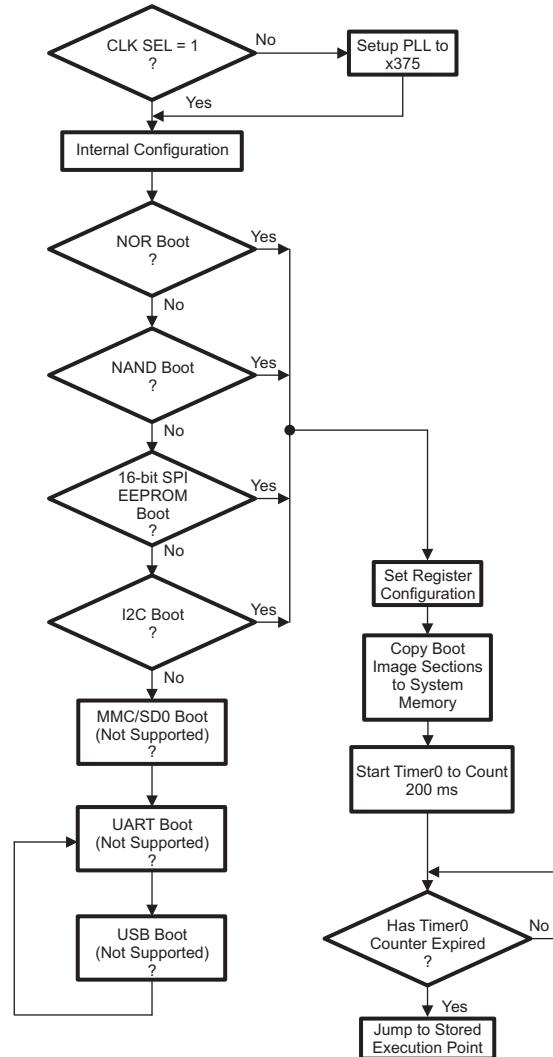 CLK SEL = 1
?
No
Setup PLL to
x375
Yes
Internal Configuration
NOR Boot
?
Yes
No
NAND Boot
?
Yes
No
16-bit SPI
EEPROM
Boot
?
Yes
No
I2C Boot
?
Yes
No
MMC/SD0 Boot
(Not Supported)
?
UART Boot
(Not Supported)
?
USB Boot
(Not Supported)
?
Set Register
Configuration
Copy Boot
Image Sections
to System
Memory
Start Timer0 to Count
200 ms
Has Timer0
Counter Expired
?
No
Yes
Jump to Stored
Execution Point